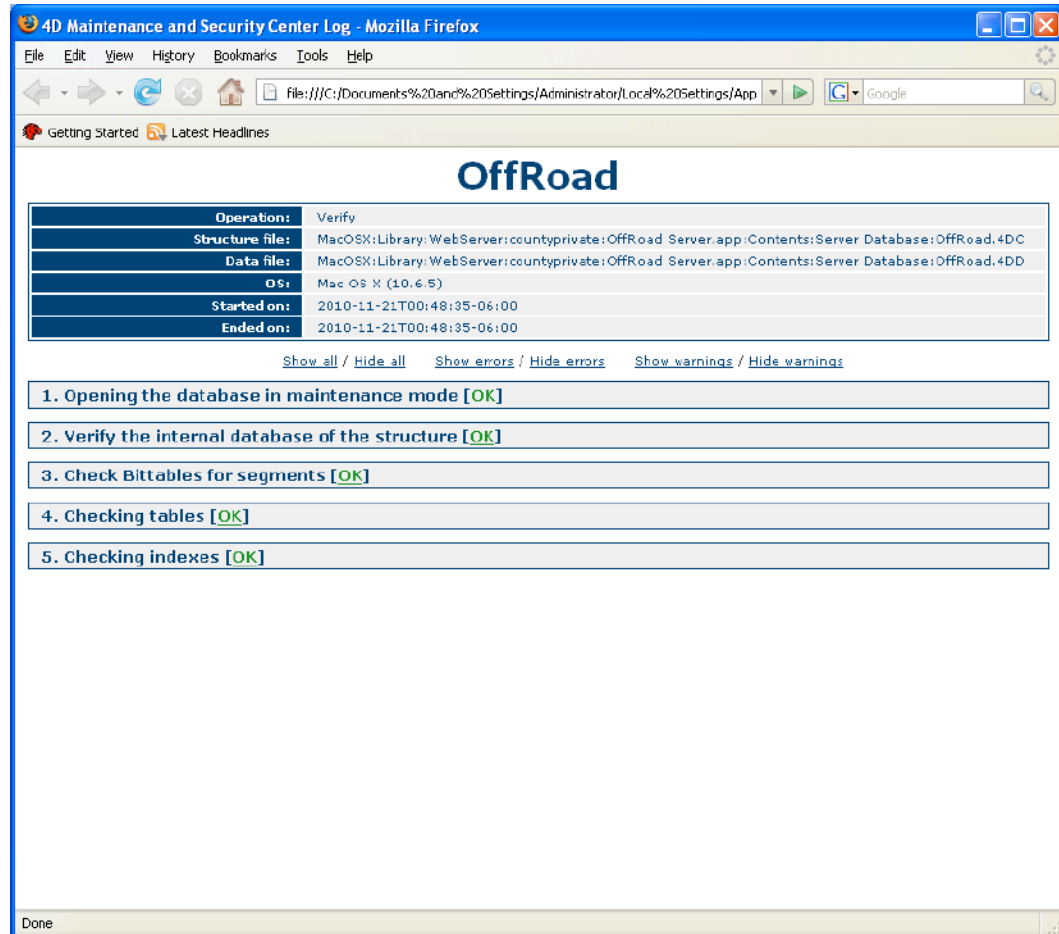 4D Maintenance and Security Center Log - Mozilla Firefox
File Edit View History Bookmarks Tools Help
file:///C:/Documents%20and%20Settings/Administrator/Local%20Settings/App G Google
Getting Started Latest Headlines
OffRoad
Operation: Verify
Structure file: MacOSX:Library:WebServer:countyprivate:OffRoad Server.app:Contents:Server Database:OffRoad.4DC
Data file: MacOSX:Library:WebServer:countyprivate:OffRoad Server.app:Contents:Server Database:OffRoad.4DD
OS: Mac OS X (10.6.5)
Started on: 2010-11-21T00:48:35-06:00
Ended on: 2010-11-21T00:48:35-06:00
Show all / Hide all Show errors / Hide errors Show warnings / Hide warnings
1. Opening the database in maintenance mode [OK]
2. Verify the internal database of the structure [OK]
3. Check Bittables for segments [OK]
4. Checking tables [OK]
5. Checking indexes [OK]
Done